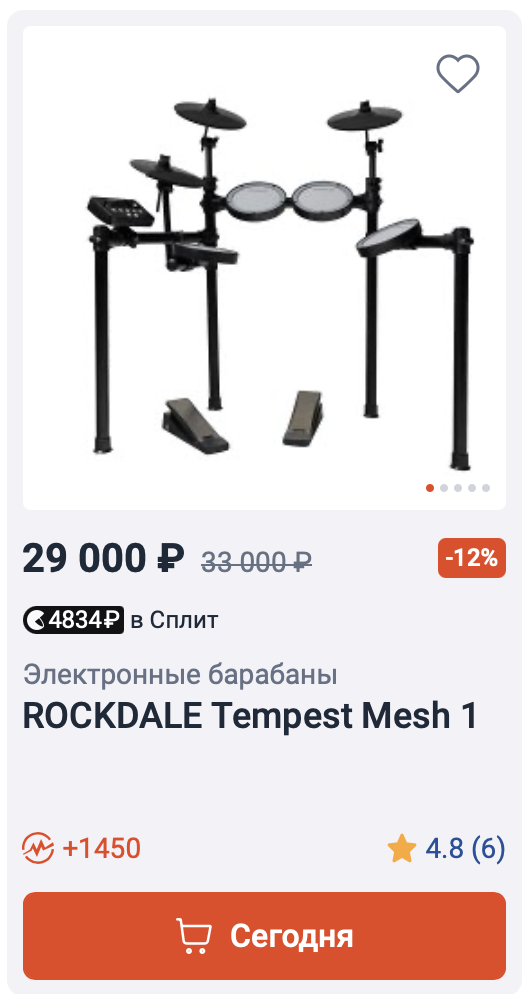 29 000 ₽ 33 000 ₽ -12%
4834₽ в Сплит
Электронные барабаны
ROCKDALE Tempest Mesh 1
+1450 4.8 (6)
Сегодня